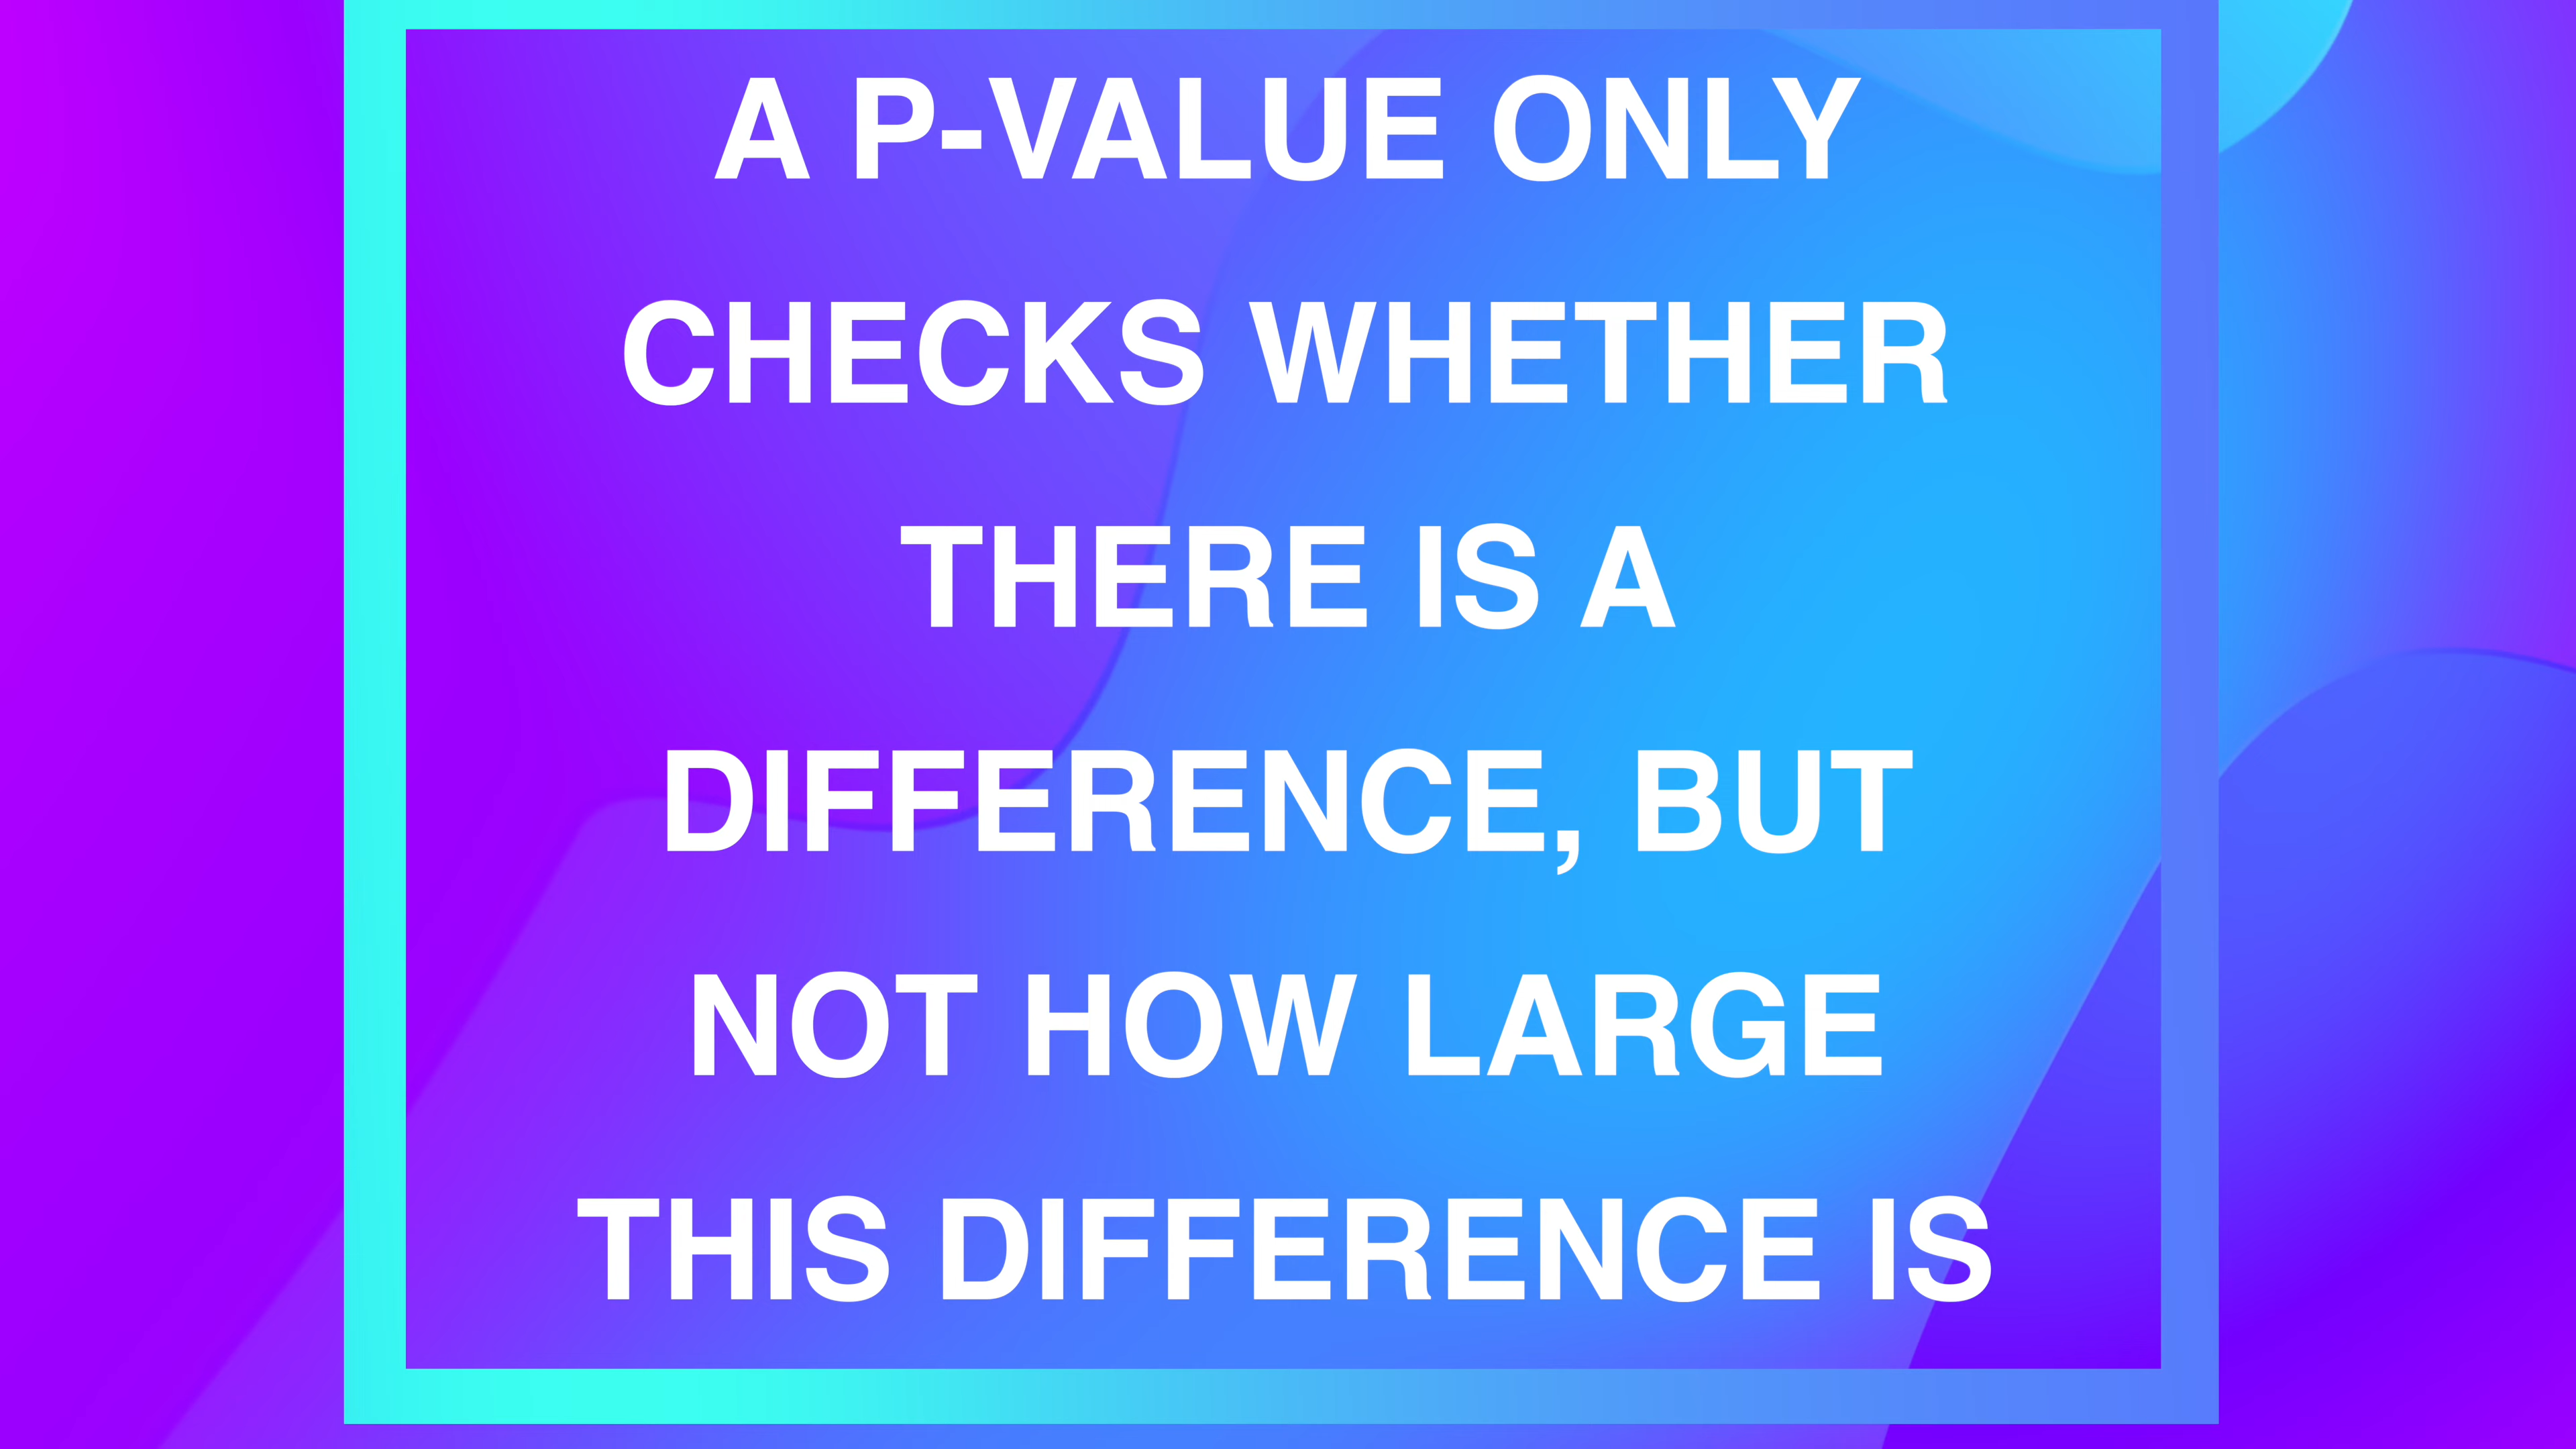 A P-VALUE ONLY
CHECKS WHETHER
THERE IS A
DIFFERENCE, BUT
NOT HOW LARGE
THIS DIFFERENCE IS